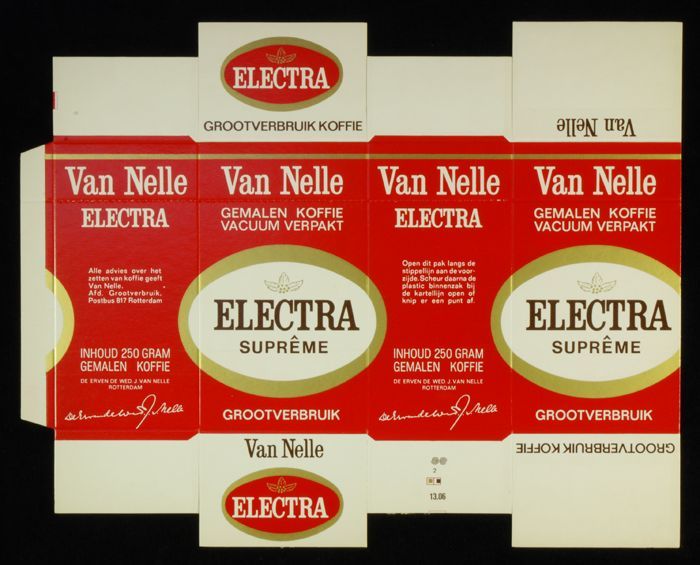 ELECTRA
GROOTVERBRUIK KOFFIE
Van Nelle
Van Nelle
ELECTRA
Alle advies over het
zetten van koffie geeft
Van Nelle.
Afd. Grootverbruik,
Postbus 817 Rotterdam
INHOUD 250 GRAM
GEMALEN KOFFIE
DE ERVEN DE WED. J. VAN NELLE
ROTTERDAM
Van Nelle
GEMALEN KOFFIE
VACUUM VERPAKT
ELECTRA
SUPRÊME
GROOTVERBRUIK
Van Nelle
ELECTRA
Open dit pak langs de
stippellijn aan de voor-
zijde. Scheur daarna de
plastic binnenzak bij
de kartellijn open of
knip er een punt af.
INHOUD 250 GRAM
GEMALEN KOFFIE
DE ERVEN DE WED. J. VAN NELLE
ROTTERDAM
Van Nelle
GEMALEN KOFFIE
VACUUM VERPAKT
ELECTRA
SUPRÊME
GROOTVERBRUIK
Van Nelle
ELECTRA
2
13.06
GROOTVERBRUIK KOFFIE